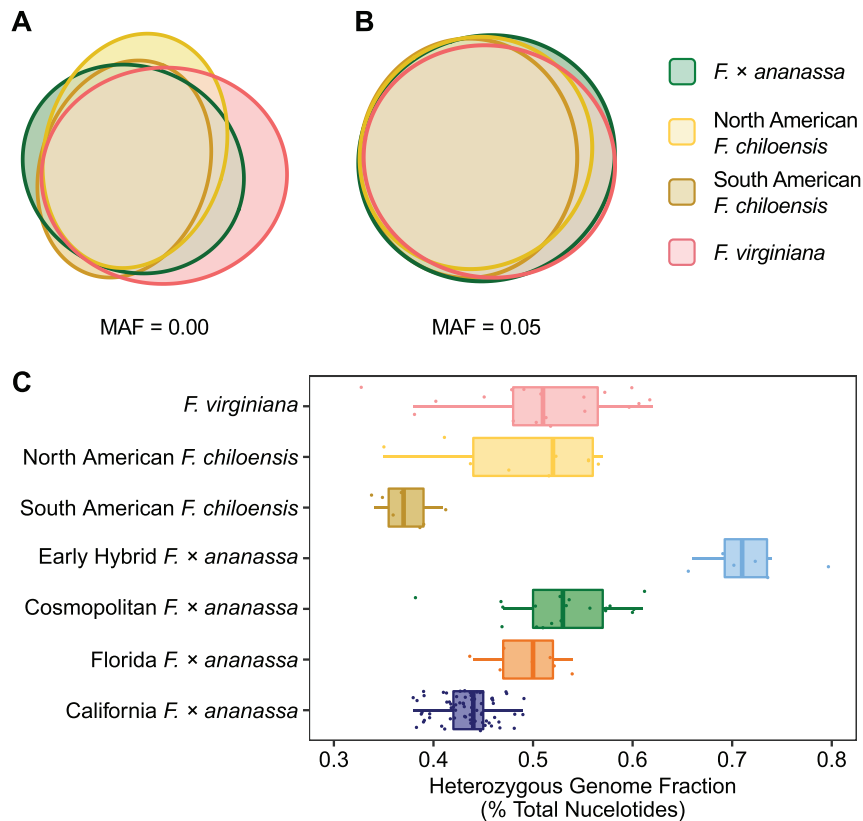 A
B
F. × ananassa
North American
F. chiloensis
South American
F. chiloensis
F. virginiana
MAF = 0.00
MAF = 0.05
C
F. virginiana
North American F. chiloensis
South American F. chiloensis
Early Hybrid F. × ananassa
Cosmopolitan F. × ananassa
Florida F. × ananassa
California F. × ananassa
0.3 0.4 0.5 0.6 0.7 0.8
Heterozygous Genome Fraction
(% Total Nucelotides)